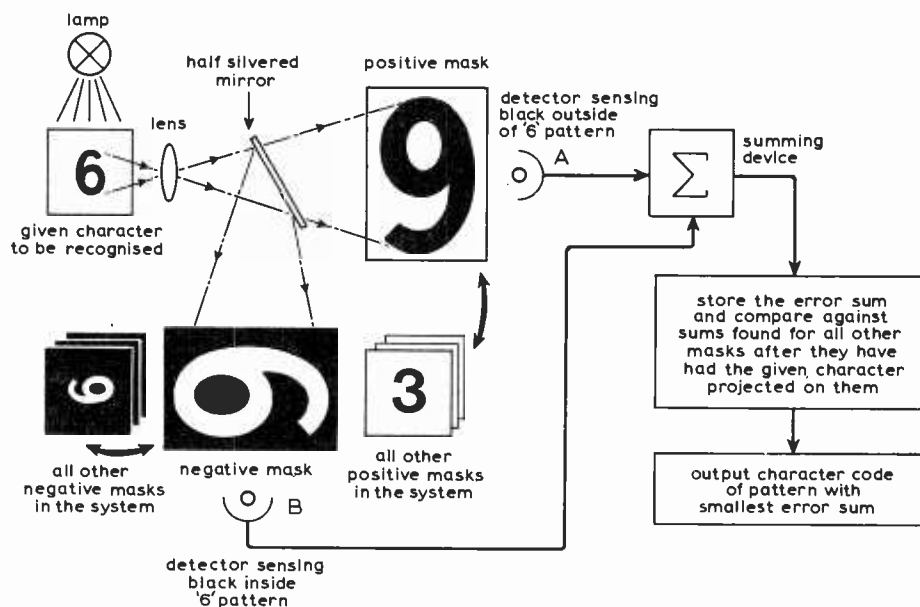 lamp
half silvered
mirror
positive mask
lens
6
9
detector sensing
black outside
of '6' pattern
A
Σ
summing
device
given character
to be recognised
store the error sum
and compare against
sums found for all other
masks after they have
had the given character
projected on them
6
3
all other
negative masks
in the system
negative mask
all other
positive masks
in the system
B
output character code
of pattern with
smallest error sum
detector sensing
black inside
'6' pattern